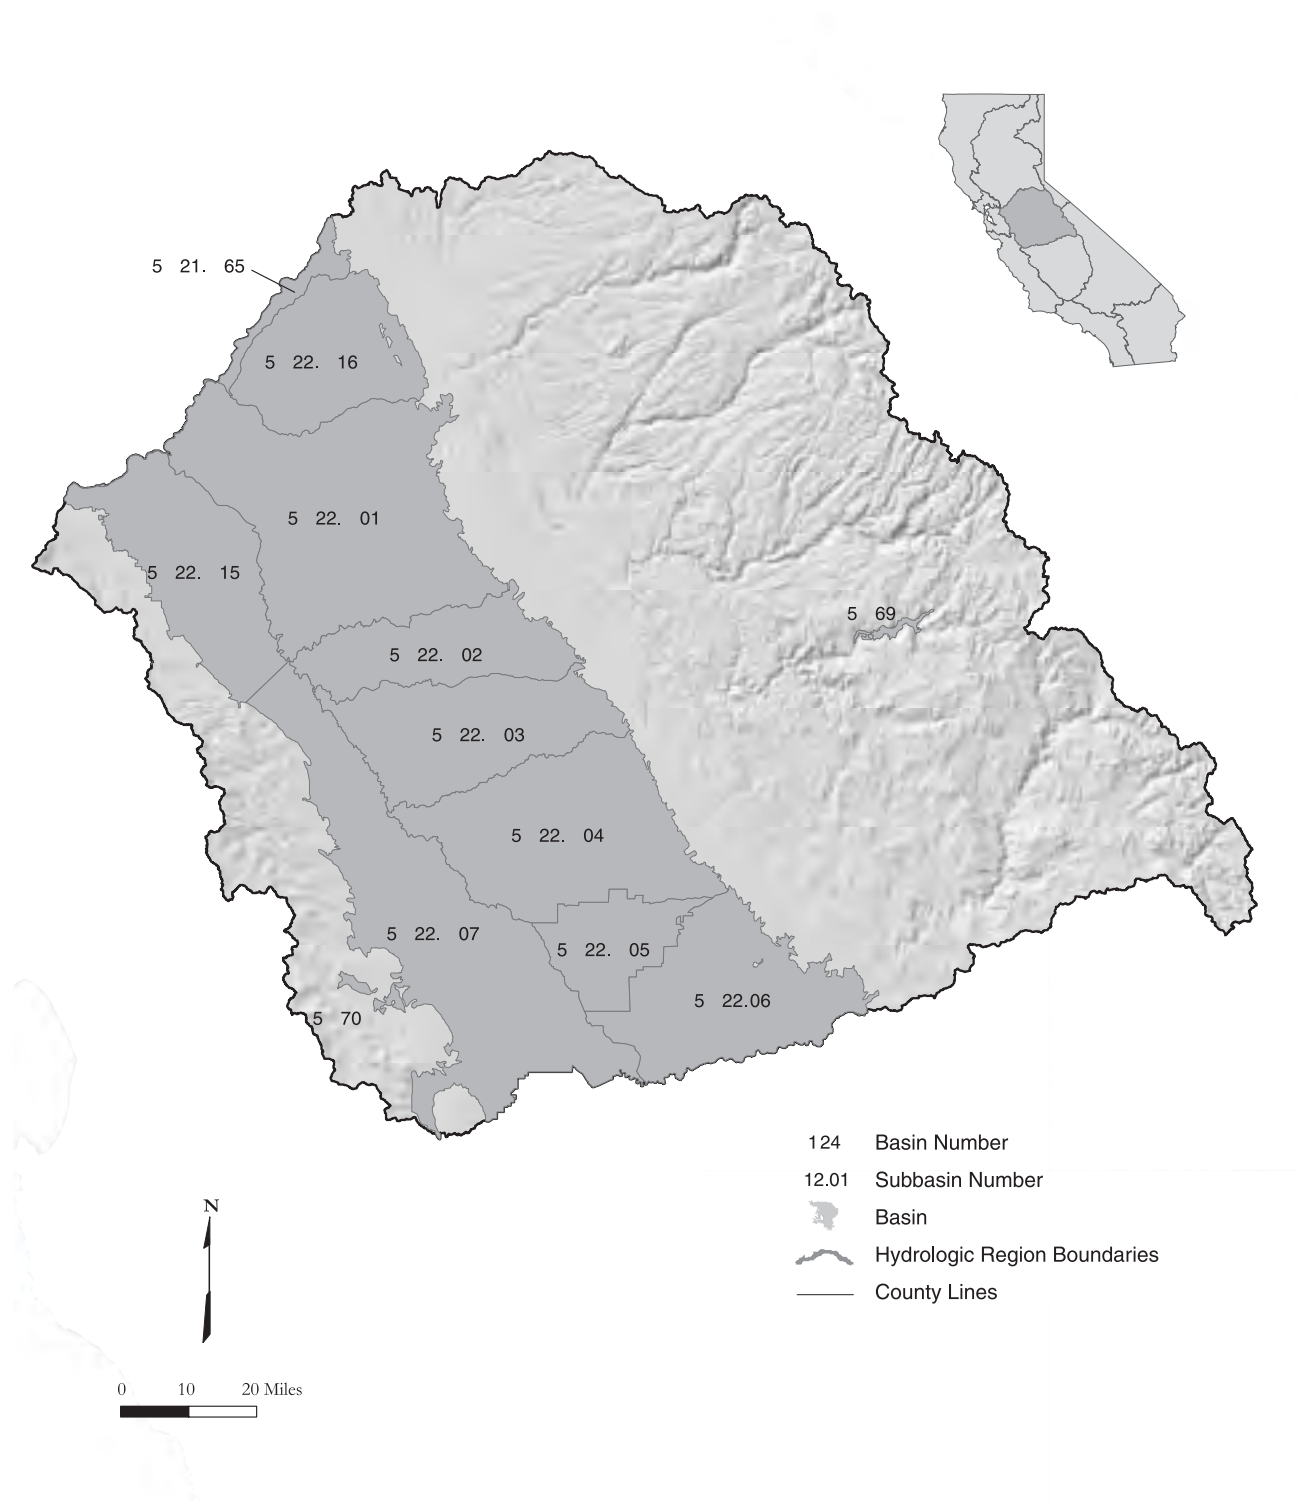 5 21. 65
5 22. 16
5 22. 01
5 22. 15
5 69
5 22. 02
5 22. 03
5 22. 04
5 22. 07
5 22. 05
5 22.06
5 70
124 Basin Number
12.01 Subbasin Number
Basin
Hydrologic Region Boundaries
County Lines
N
0 10 20 Miles